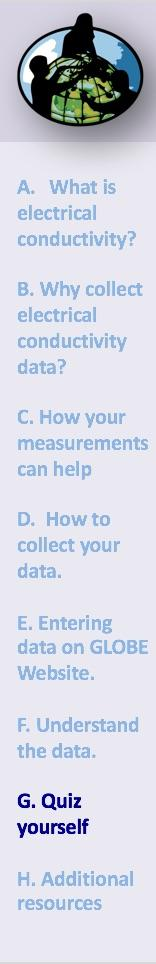 A. What is
electrical
conductivity?
B. Why collect
electrical
conductivity
data?
C. How your
measurements
can help
D. How to
collect your
data.
E. Entering
data on GLOBE
Website.
F. Understand
the data.
G. Quiz
yourself
H. Additional
resources